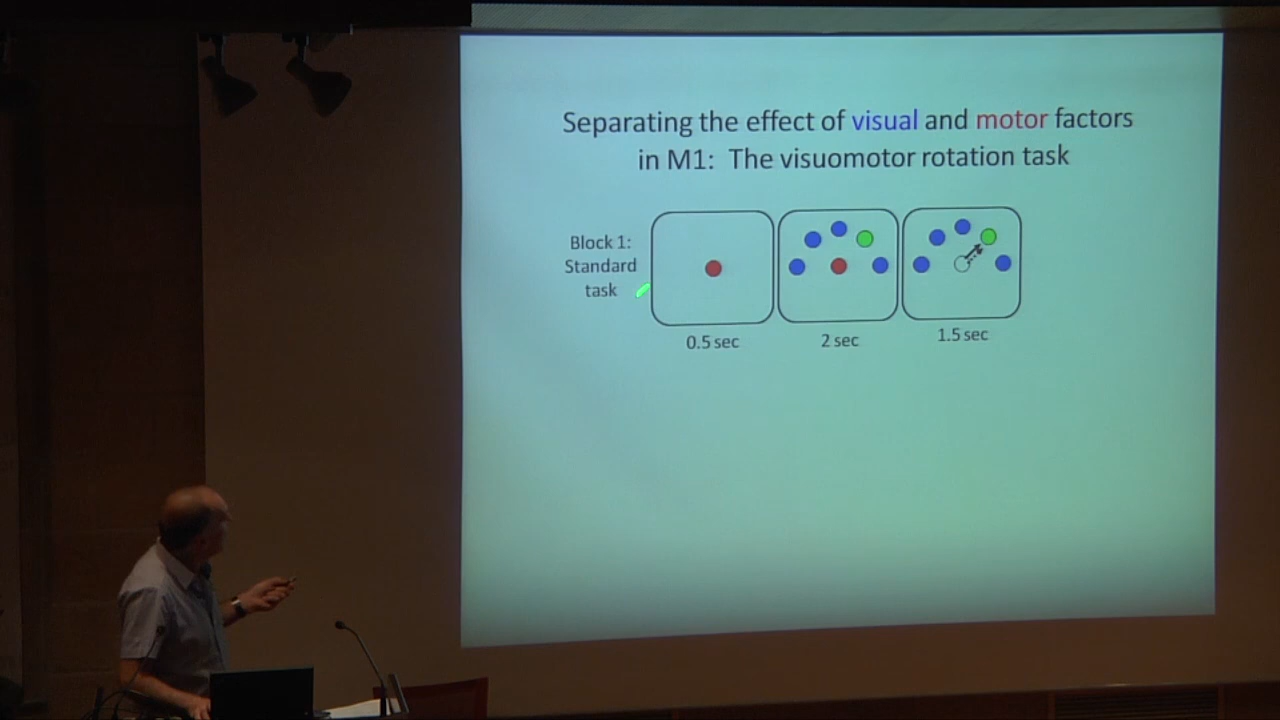 Separating the effect of visual and motor factors
in M1: The visuomotor rotation task
Block 1:
Standard
task
0.5 sec
2 sec
1.5 sec